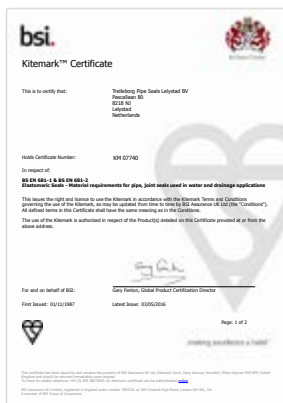 bsi.
Kitemark™ Certificate
This is to certify that:
Trelleborg Pipe Seals Lelystad BV
Pascallaan 80
8218 NJ
Lelystad
Netherlands
Holds Certificate Number:
KM 07740
In respect of:
BS EN 681-1 & BS EN 681-2
Elastomeric Seals - Material requirements for pipe, joint seals used in water and drainage applications
This issues the right and licence to use the Kitemark in accordance with the Kitemark Terms and Conditions
governing the use of the Kitemark, as may be updated from time to time by BSI Assurance UK Ltd (the "Conditions").
All defined terms in this Certificate shall have the same meaning as in the Conditions.
The use of the Kitemark is authorized in respect of the Product(s) detailed on this Certificate provided at or from the
above address.
For and on behalf of BSI:
Gary Fenton, Global Product Certification Director
First Issued: 01/11/1987
Latest Issue: 03/05/2016
Page: 1 of 2
...making excellence a habit.™